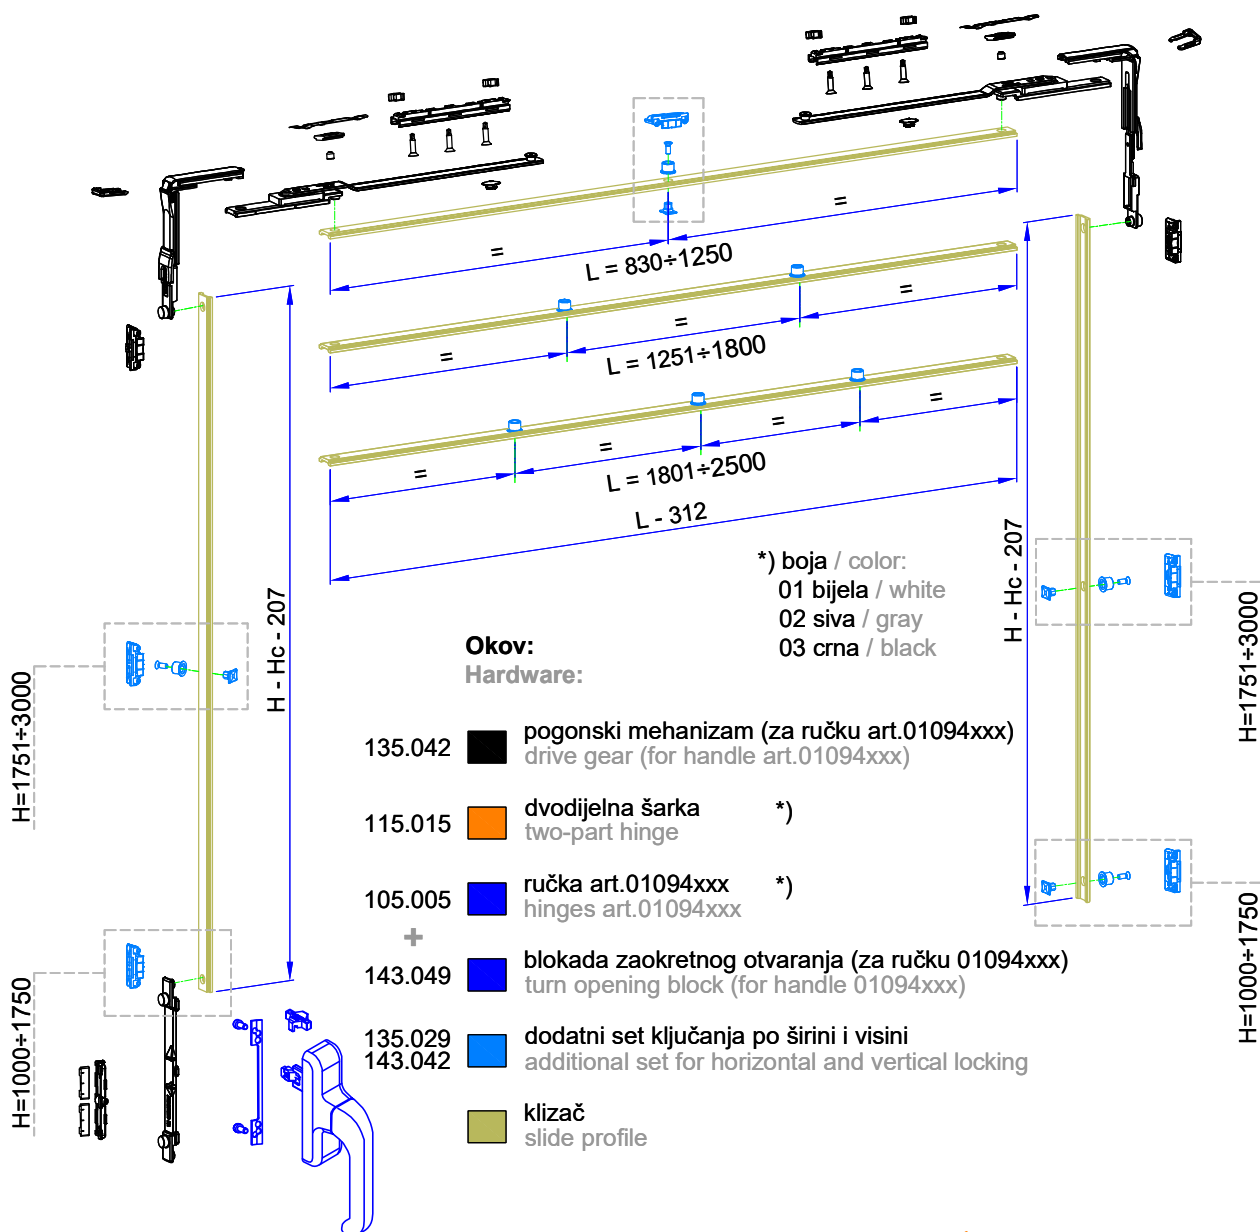 =
=
L = 830÷1250
=
=
=
L = 1251÷1800
=
=
=
=
L = 1801÷2500
L - 312
H - Hc - 207
H - Hc - 207
H=1751÷3000
H=1751÷3000
H=1000÷1750
H=1000÷1750
*) boja / color:
01 bijela / white
02 siva / gray
03 crna / black
Okov:
Hardware:
135.042 pogonski mehanizam (za ručku art.01094xxx)
drive gear (for handle art.01094xxx)
115.015 dvodijelna šarka *)
two-part hinge
105.005 ručka art.01094xxx *)
hinges art.01094xxx
+
143.049 blokada zaokretnog otvaranja (za ručku 01094xxx)
turn opening block (for handle 01094xxx)
135.029 dodatni set ključanja po širini i visini
143.042 additional set for horizontal and vertical locking
klizač
slide profile